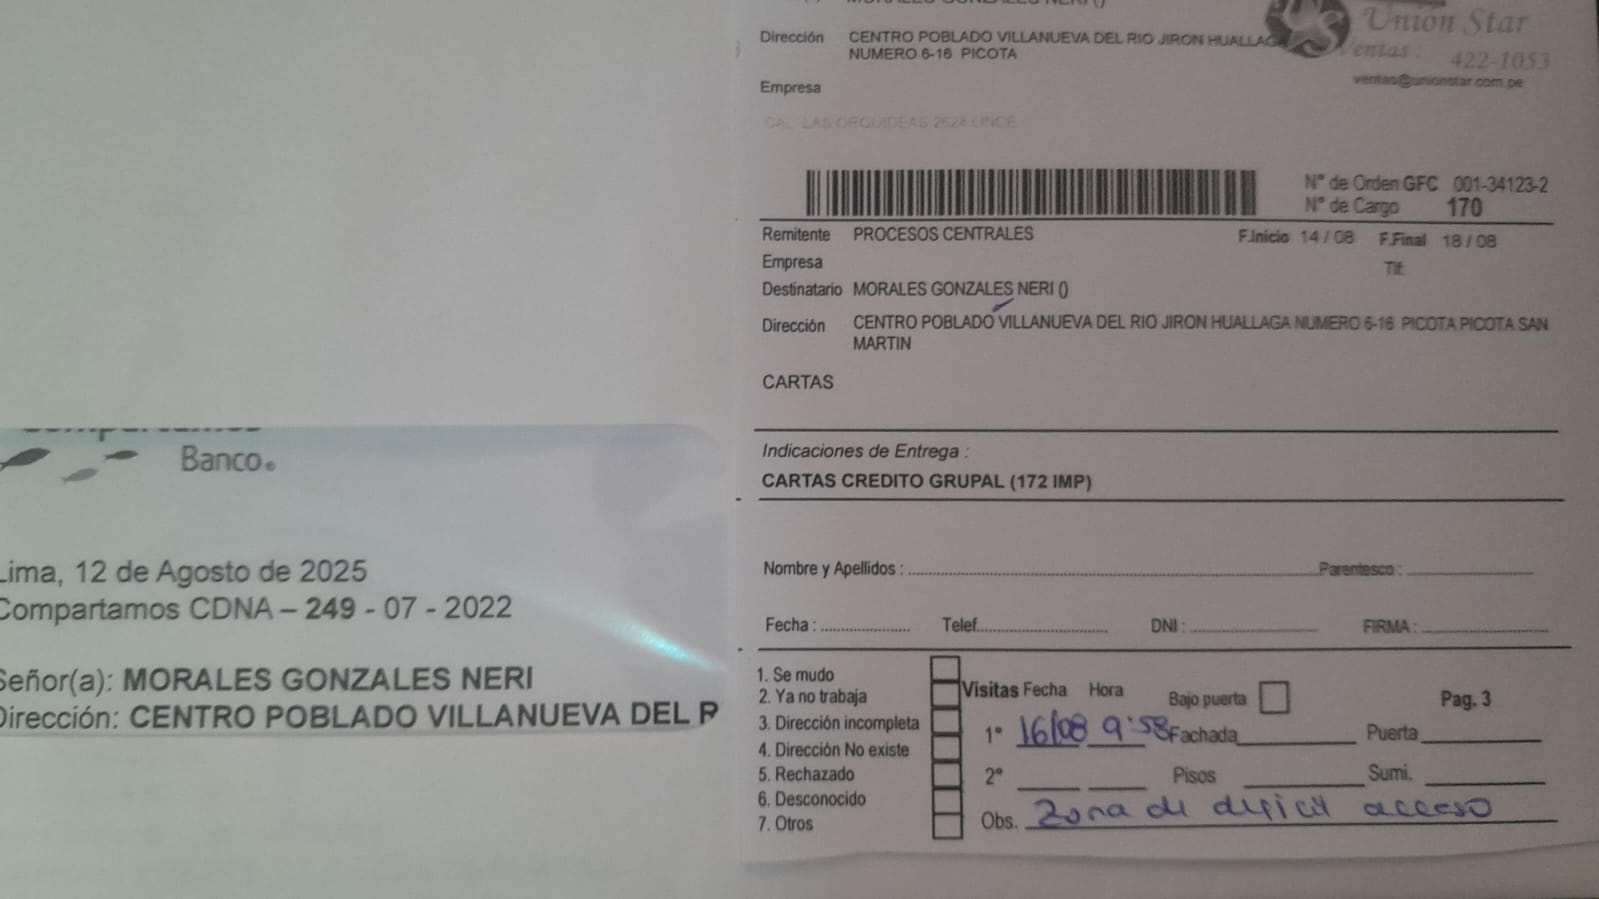 Banco
Lima, 12 de Agosto de 2025
Compartamos CDNA – 249 - 07 - 2022
Señor(a): MORALES GONZALES NERI
Dirección: CENTRO POBLADO VILLANUEVA DEL R
Unión Star
Ventas : 422-1053
ventas@unionstar.com.pe
Dirección CENTRO POBLADO VILLANUEVA DEL RIO JIRON HUALLAGA
NUMERO 6-16 PICOTA
Empresa
CAL LAS ORQUIDEAS 2624 LINCE
N° de Orden GFC 001-34123-2
N° de Cargo 170
Remitente PROCESOS CENTRALES F.Inicio 14 / 08 F.Final 18 / 08
Empresa Tlf:
Destinatario MORALES GONZALES NERI ()
Dirección CENTRO POBLADO VILLANUEVA DEL RIO JIRON HUALLAGA NUMERO 6-16 PICOTA PICOTA SAN
MARTIN
CARTAS
Indicaciones de Entrega :
CARTAS CREDITO GRUPAL (172 IMP)
Nombre y Apellidos : Parentesco :
Fecha : Telef. DNI : FIRMA :
1. Se mudo
2. Ya no trabaja
3. Dirección incompleta
4. Dirección No existe
5. Rechazado
6. Desconocido
7. Otros
Visitas Fecha Hora Bajo puerta Pag. 3
1° 16/08 9:58 Fachada Puerta
2° Pisos Sumi.
Obs. Zona de dificil acceso